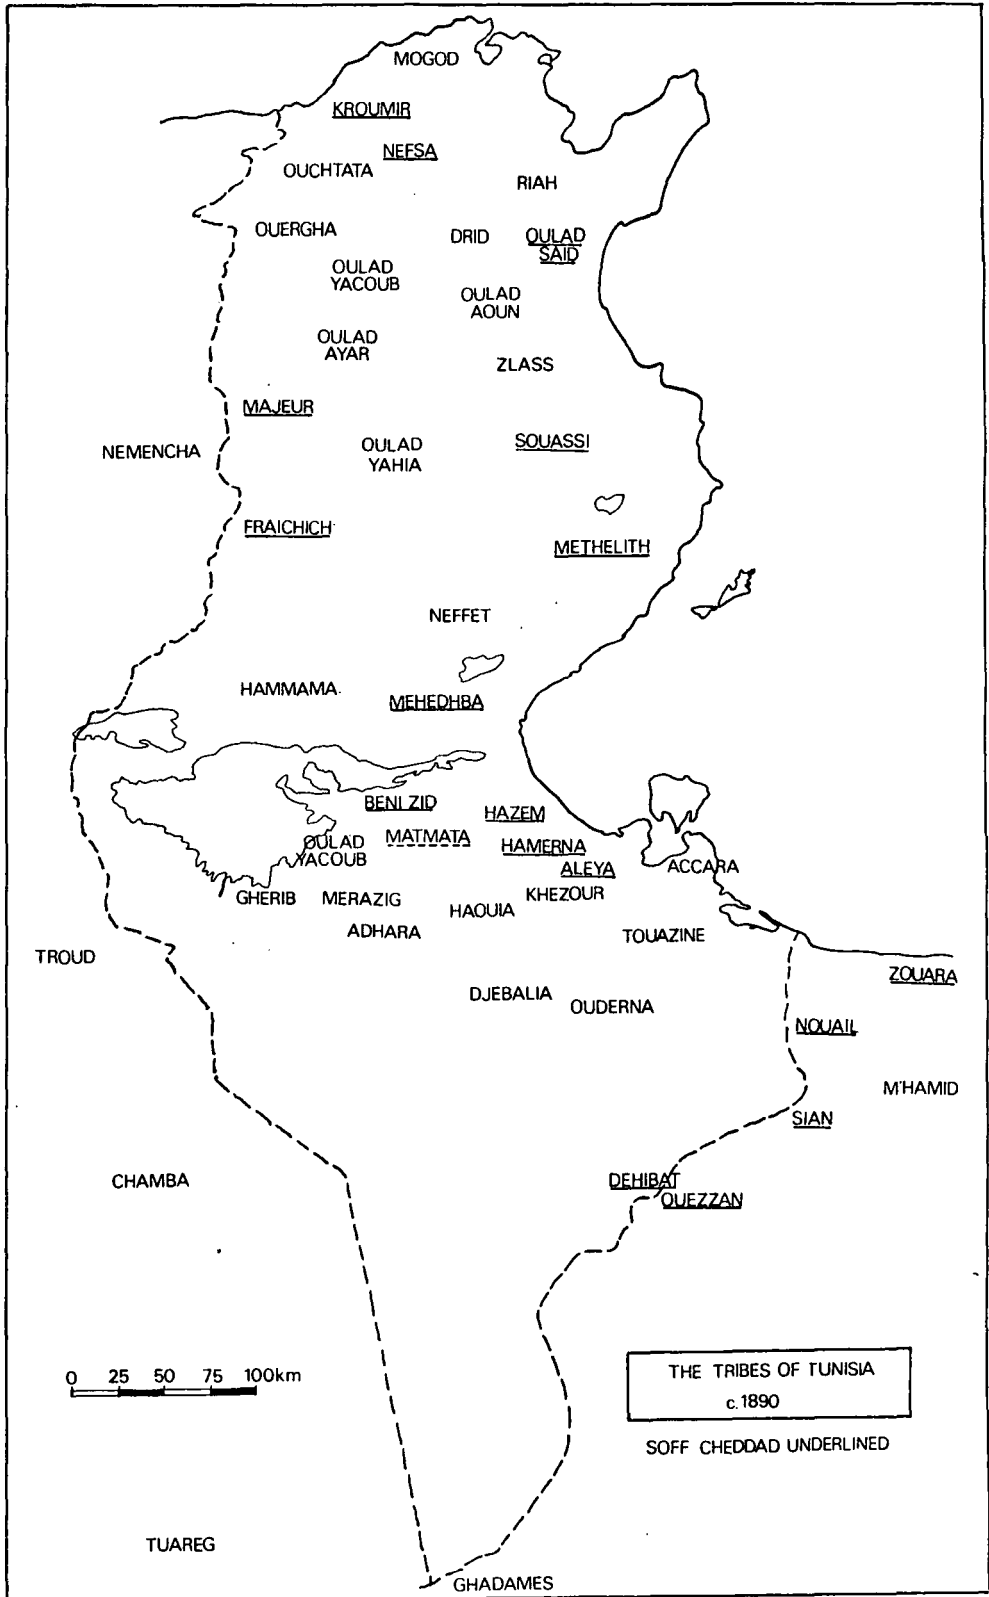 MOGOD
KROUMIR
NEFSA
OUCHTATA
RIAH
OUERGHA
DRID
OULAD
SAID
OULAD
YACOUB
OULAD
AOUN
OULAD
AYAR
ZLASS
MAJEUR
NEMENCHA
OULAD
YAHIA
SOUASSI
FRAICHICH
METHELITH
NEFFET
HAMMAMA
MEHEDHBA
BENI ZID
HAZEM
MATMATA
HAMERNA
OULAD
YACOUB
ALEYA
ACCARA
GHERIB
MERAZIG
KHEZOUR
HAOUIA
ADHARA
TOUAZINE
TROUD
ZOUARA
DJEBALIA
OUDERNA
NOUAIL
M'HAMID
SIAN
CHAMBA
DEHIBAT
OUEZZAN
0 25 50 75 100km
THE TRIBES OF TUNISIA
c.1890
SOFF CHEDDAD UNDERLINED
TUAREG
GHADAMES